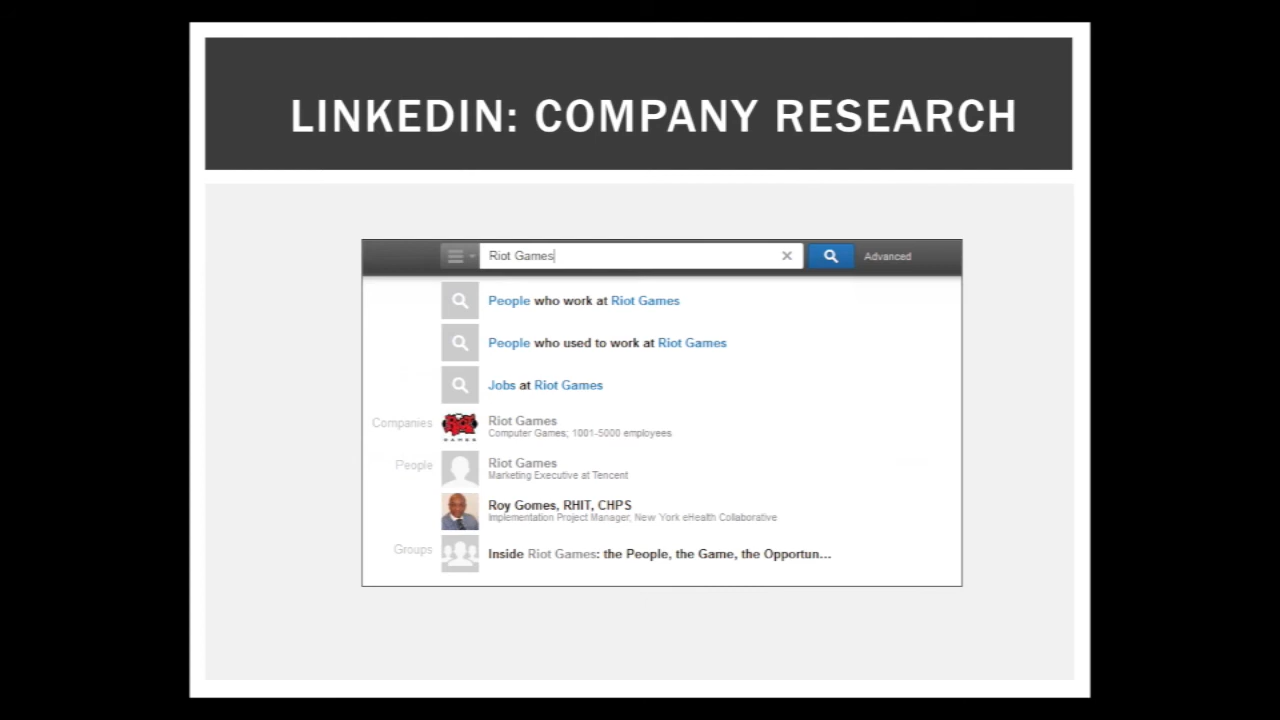 LINKEDIN: COMPANY RESEARCH
Riot Games
Advanced
People who work at Riot Games
People who used to work at Riot Games
Jobs at Riot Games
Companies
RIOT
GAMES
Riot Games
Computer Games; 1001-5000 employees
People
Riot Games
Marketing Executive at Tencent
Roy Gomes, RHIT, CHPS
Implementation Project Manager, New York eHealth Collaborative
Groups
Inside Riot Games: the People, the Game, the Opportun...